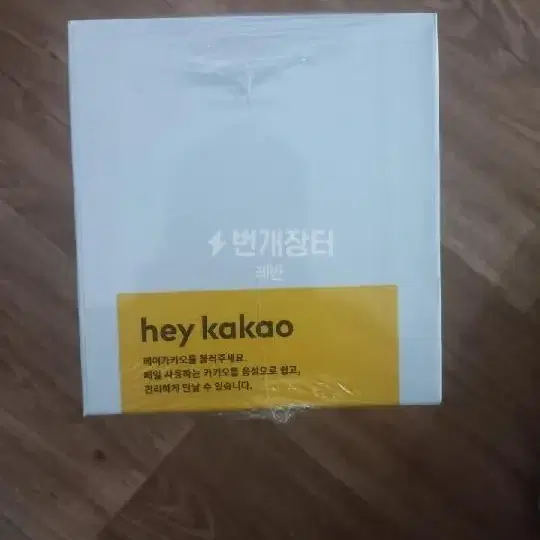 번개장터
레반
hey kakao
헤이카카오를 불러주세요.
매일 사용하는 카카오를 음성으로 쉽고,
편리하게 만날 수 있습니다.